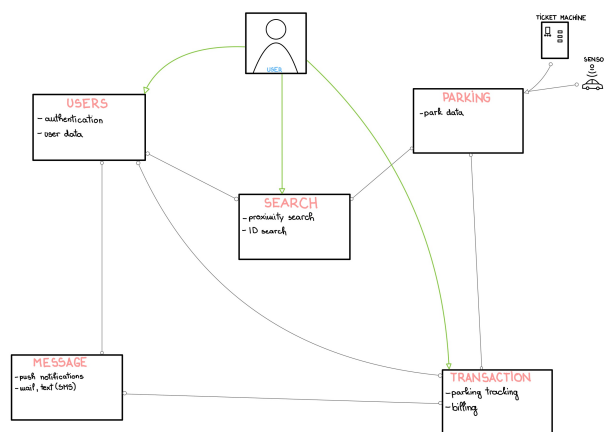 TICKET MACHINE
SENSO
USER
USERS
- authentication
- user data
PARKING
- park data
SEARCH
- proximity search
- ID search
MESSAGE
- push notifications
- mail, text (SMS)
TRANSACTION
- parking tracking
- billing